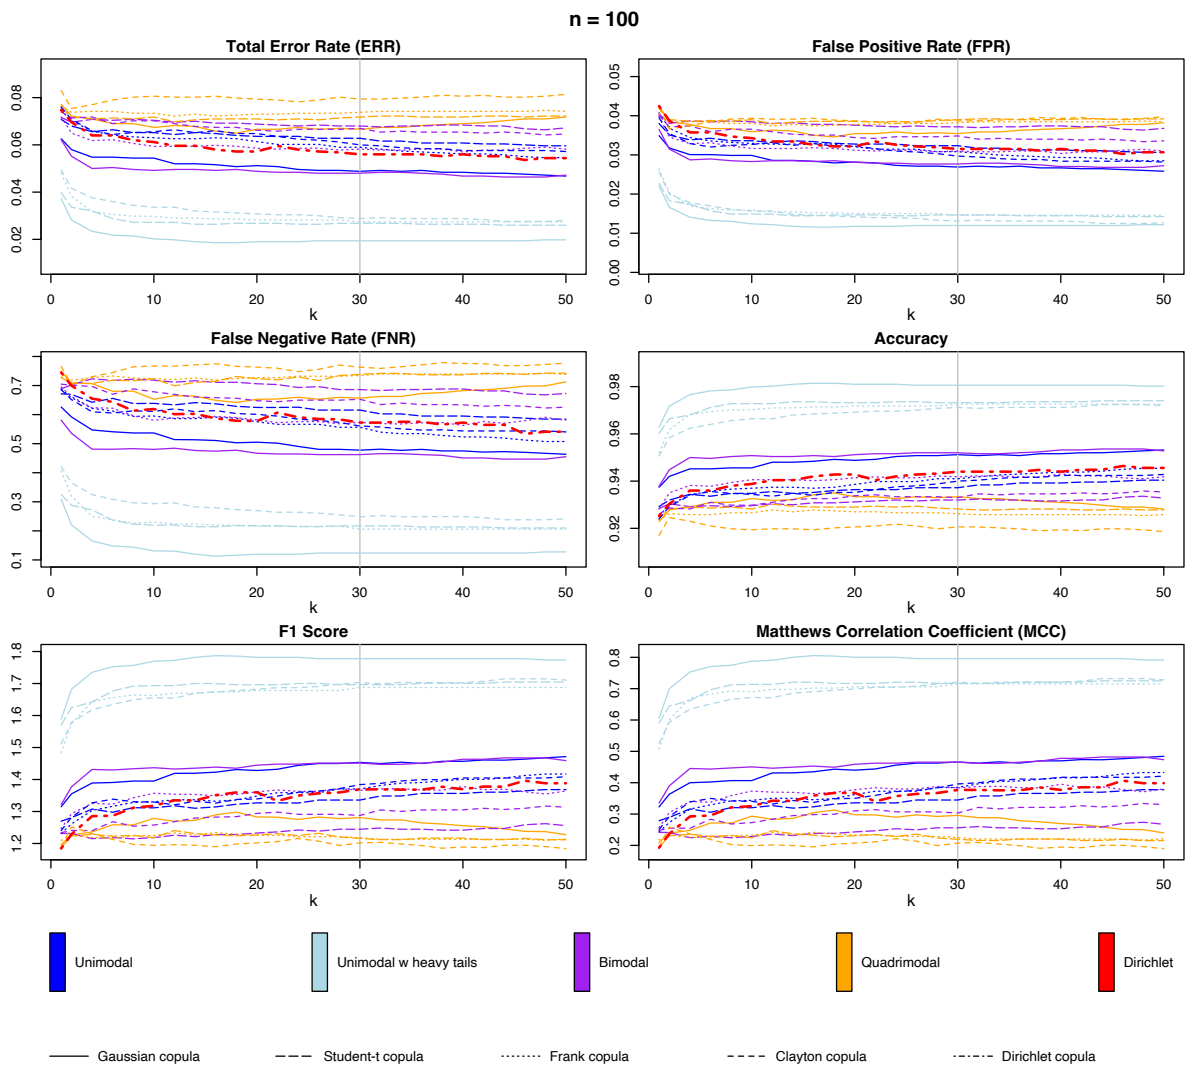 n = 100
Total Error Rate (ERR)
0.02 0.04 0.06 0.08
0 10 20 30 40 50
k
False Positive Rate (FPR)
0.00 0.01 0.02 0.03 0.04 0.05
0 10 20 30 40 50
k
False Negative Rate (FNR)
0.1 0.3 0.5 0.7
0 10 20 30 40 50
k
Accuracy
0.92 0.94 0.96 0.98
0 10 20 30 40 50
k
F1 Score
1.2 1.3 1.4 1.5 1.6 1.7 1.8
0 10 20 30 40 50
k
Matthews Correlation Coefficient (MCC)
0.2 0.3 0.4 0.5 0.6 0.7 0.8
0 10 20 30 40 50
k
Unimodal Unimodal w heavy tails Bimodal Quadrimodal Dirichlet
Gaussian copula Student-t copula Frank copula Clayton copula Dirichlet copula